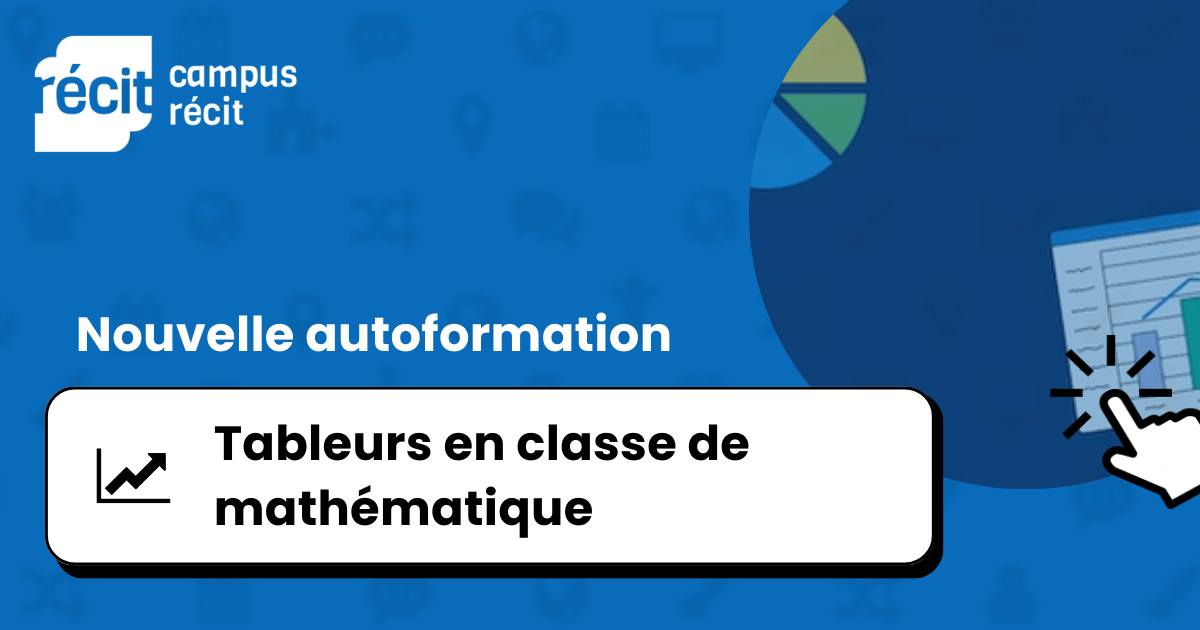 récit
campus
récit
Nouvelle autoformation
Tableurs en classe de
mathématique